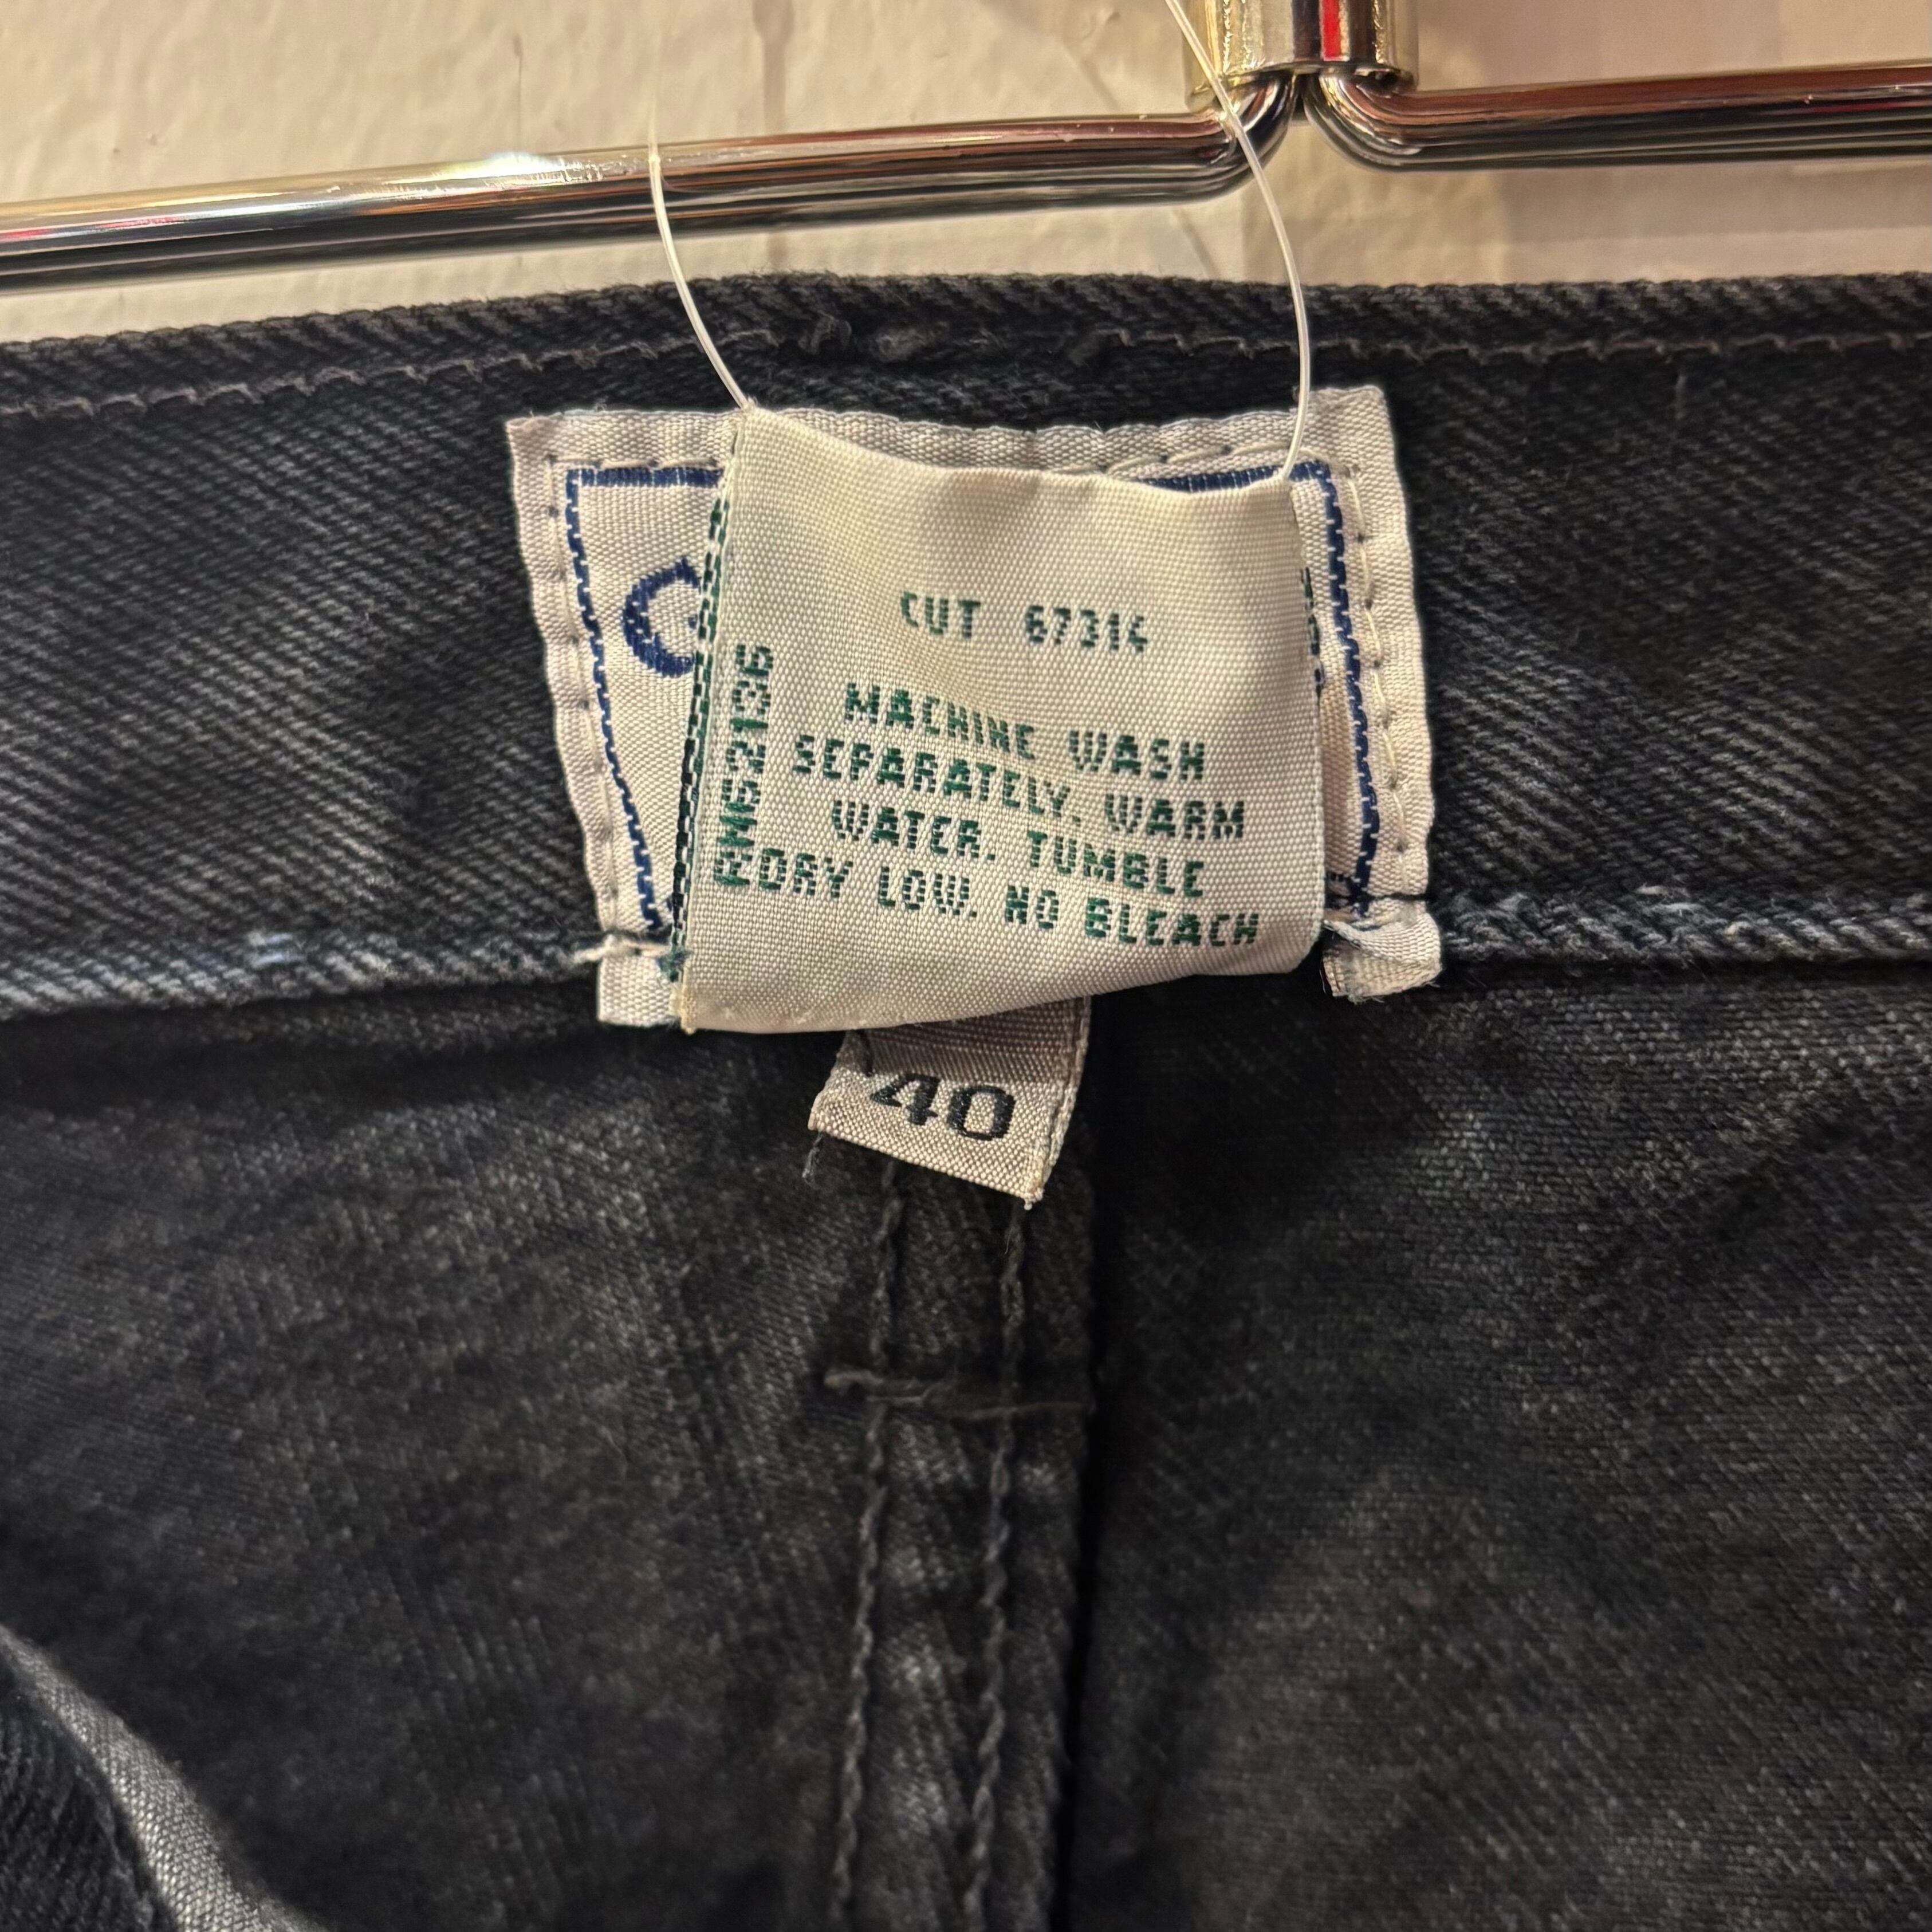 G
CUT 67314
RN62136
MACHINE WASH
SEPARATELY. WARM
WATER. TUMBLE
DRY LOW. NO BLEACH
40